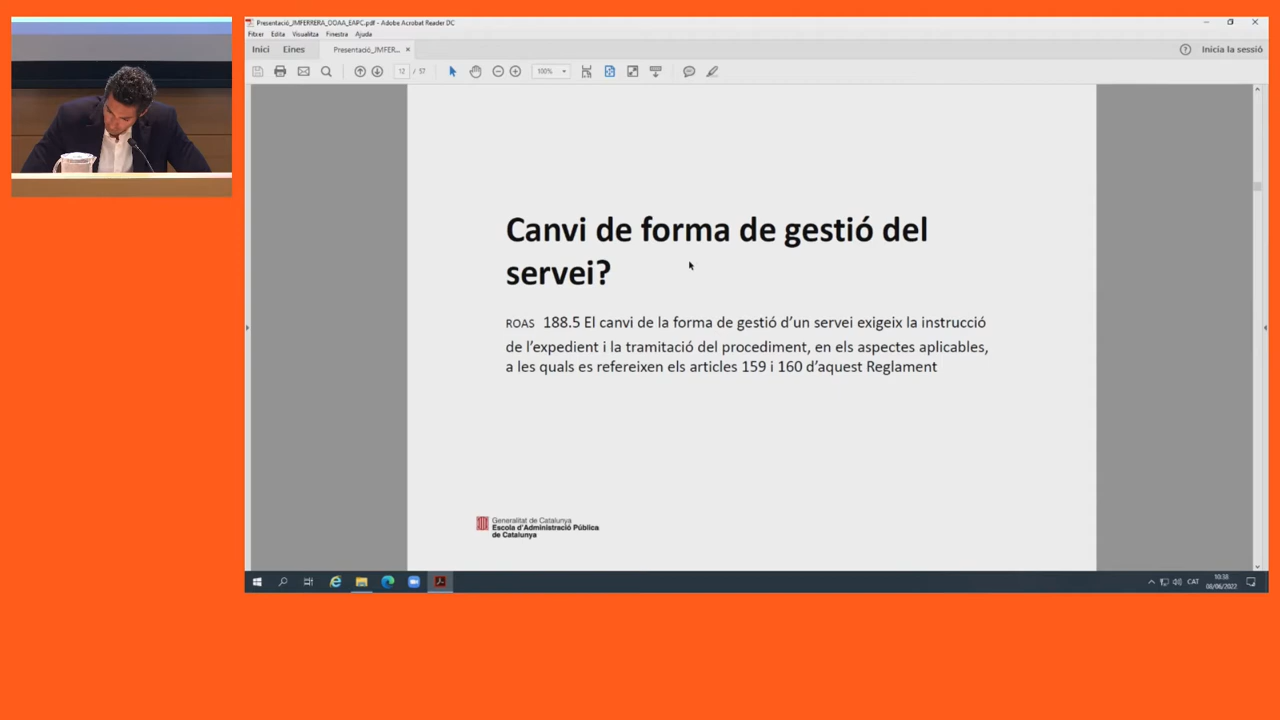 Presentació_JMFERRERA_OOAA_EAPC.pdf - Adobe Acrobat Reader DC
Fitxer Edita Visualitza Finestra Ajuda
Inici Eines Presentació_JMFER... × Inicia la sessió
12 / 57 100%
Canvi de forma de gestió del
servei?
ROAS 188.5 El canvi de la forma de gestió d’un servei exigeix la instrucció
de l’expedient i la tramitació del procediment, en els aspectes aplicables,
a les quals es refereixen els articles 159 i 160 d’aquest Reglament
Generalitat de Catalunya
Escola d’Administració Pública
de Catalunya
CAT 10:38
08/06/2022